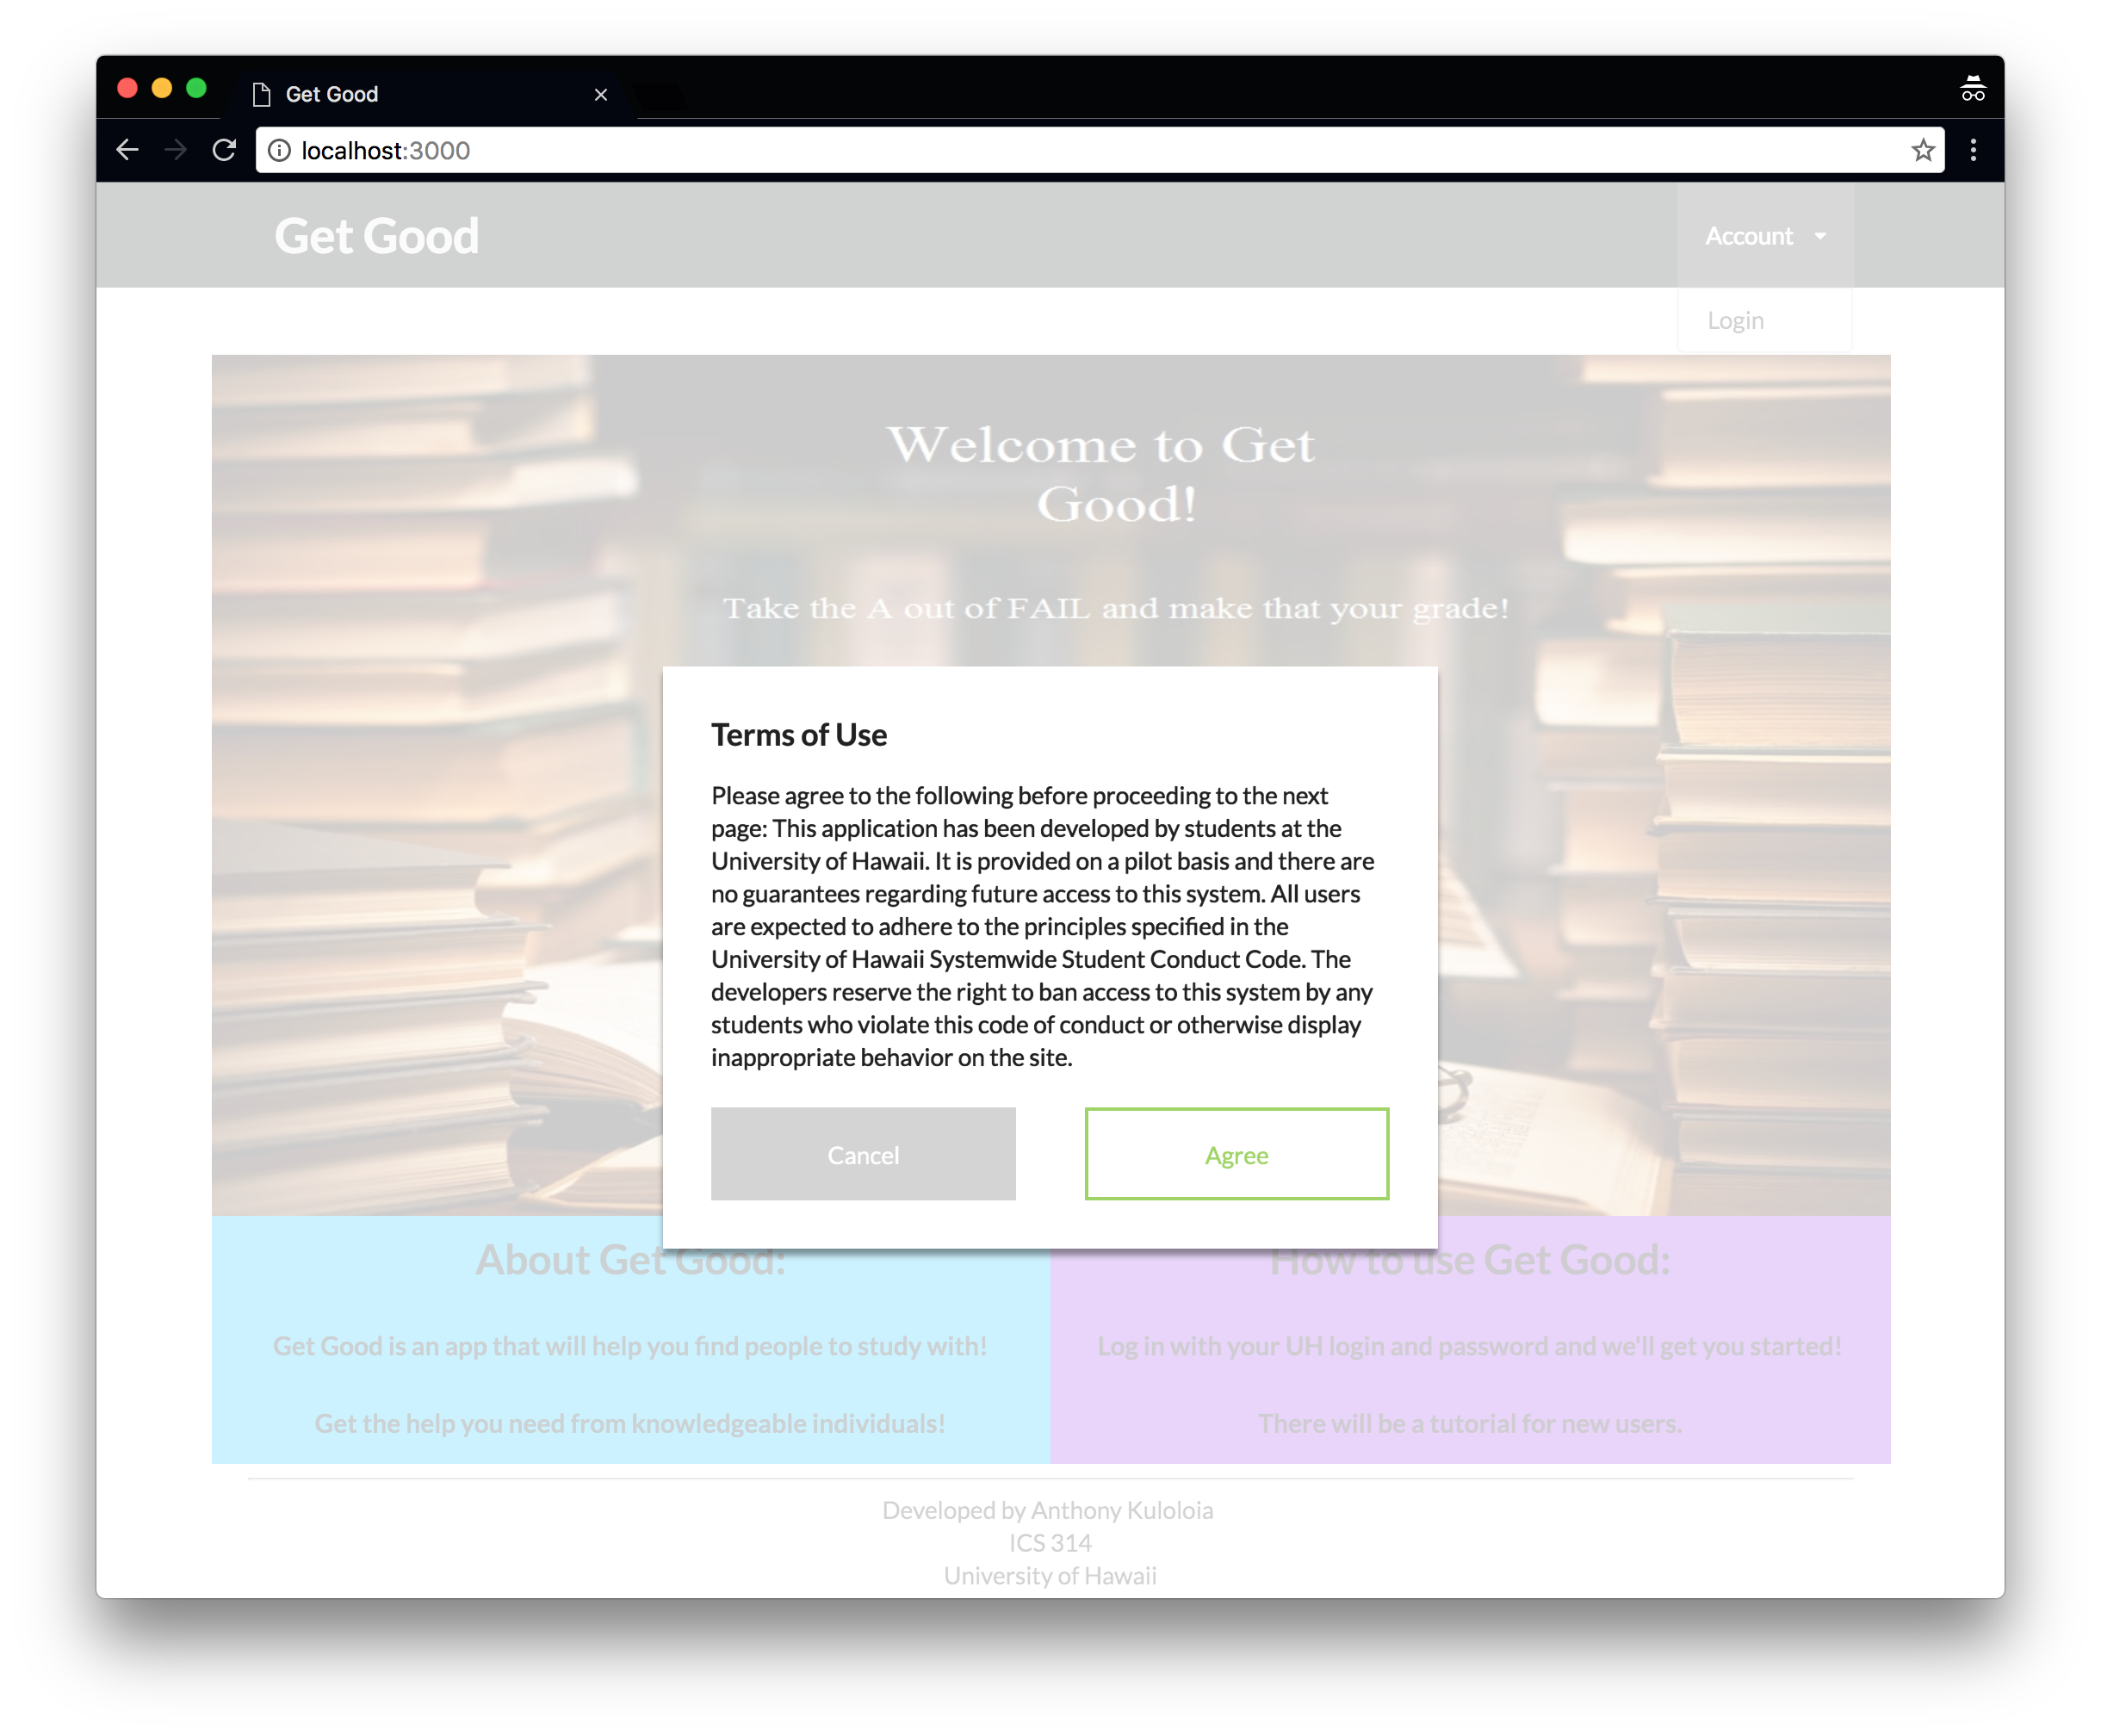 Get Good
localhost:3000
Get Good
Account
Login
Welcome to Get
Good!
Take the A out of FAIL and make that your grade!
Terms of Use
Please agree to the following before proceeding to the next
page: This application has been developed by students at the
University of Hawaii. It is provided on a pilot basis and there are
no guarantees regarding future access to this system. All users
are expected to adhere to the principles specified in the
University of Hawaii Systemwide Student Conduct Code. The
developers reserve the right to ban access to this system by any
students who violate this code of conduct or otherwise display
inappropriate behavior on the site.
Cancel
Agree
About Get Good:
Get Good is an app that will help you find people to study with!
Get the help you need from knowledgeable individuals!
How to use Get Good:
Log in with your UH login and password and we'll get you started!
There will be a tutorial for new users.
Developed by Anthony Kuloloia
ICS 314
University of Hawaii